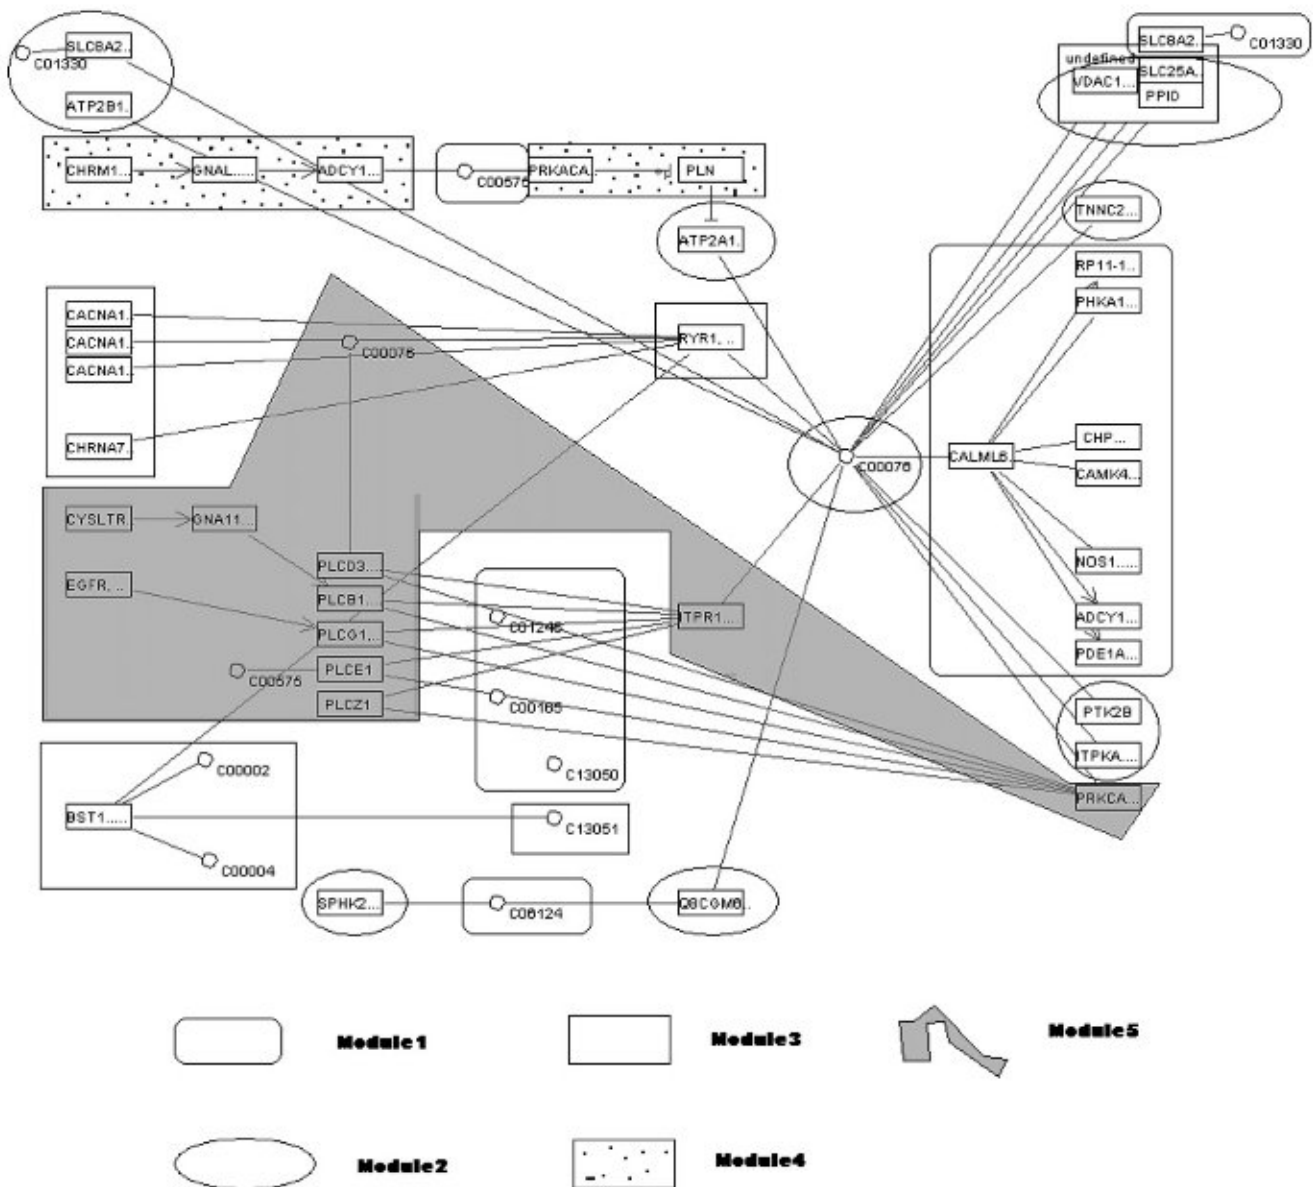 SLC8A2..
C01330
ATP2B1.
SLC8A2..
C01330
undefined
VDAC1...
SLC25A..
PPID
CHRM1...
GNAL.....
ADCY1...
C00575
PRKACA.
PLN
TNNC2...
ATP2A1.
RP11-1..
PHKA1...
CACNA1.
CACNA1.
CACNA1.
CHRNA7.
C00076
RYR1, ...
C00076
CALML6.
CHP...
CAMK4...
CYSLTR.
GNA11...
EGFR, ...
PLCD3...
PLCB1...
PLCG1...
PLCE1
PLCZ1
C00575
C01245
C00165
C13050
ITPR1...
NOS1.....
ADCY1...
PDE1A...
PTK2B
ITPKA....
PRKCA...
C00002
BST1.....
C00004
C13051
SPHK2...
C06124
Q8CGM6..
Module1
Module3
Module5
Module2
Module4